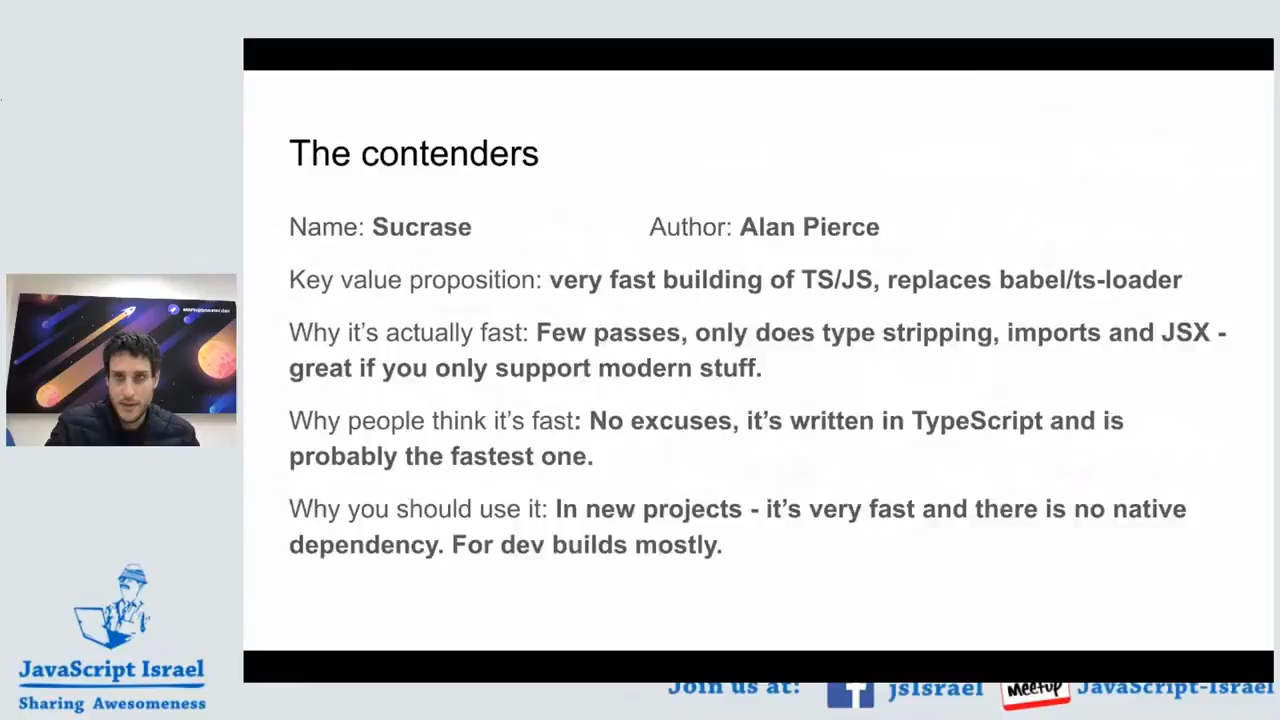 The contenders
Name: Sucrase Author: Alan Pierce
Key value proposition: very fast building of TS/JS, replaces babel/ts-loader
Why it's actually fast: Few passes, only does type stripping, imports and JSX -
great if you only support modern stuff.
Why people think it's fast: No excuses, it's written in TypeScript and is
probably the fastest one.
Why you should use it: In new projects - it's very fast and there is no native
dependency. For dev builds mostly.
JavaScript Israel
Sharing Awesomeness
Join us at: f jsIsrael Meetup JavaScript-Israel